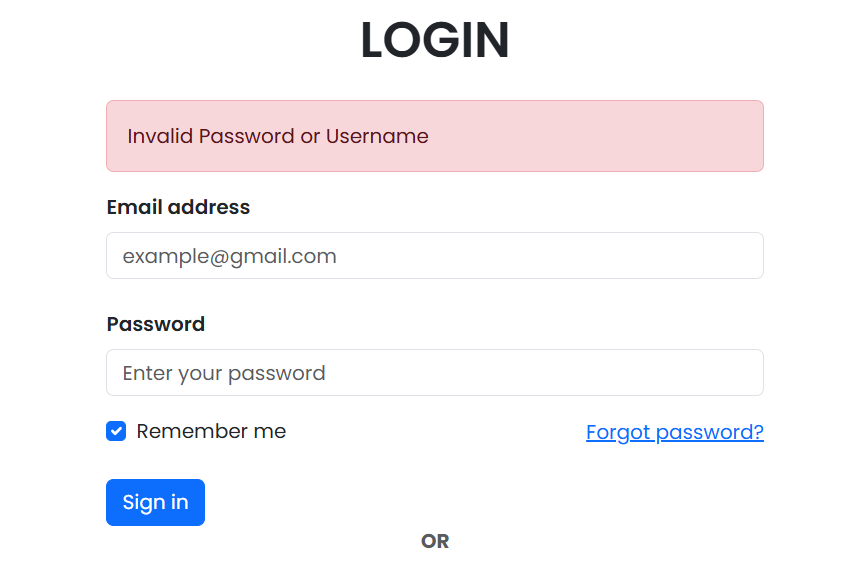 LOGIN
Invalid Password or Username
Email address
example@gmail.com
Password
Enter your password
Remember me Forgot password?
Sign in
OR